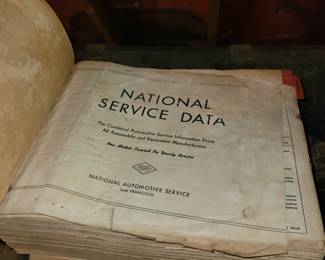 NATIONAL
SERVICE DATA
The Combined Automotive Service Information From
All Automobile and Equipment Manufacturers
New Models Covered By Yearly Service
NATIONAL AUTOMOTIVE SERVICE
SAN FRANCISCO